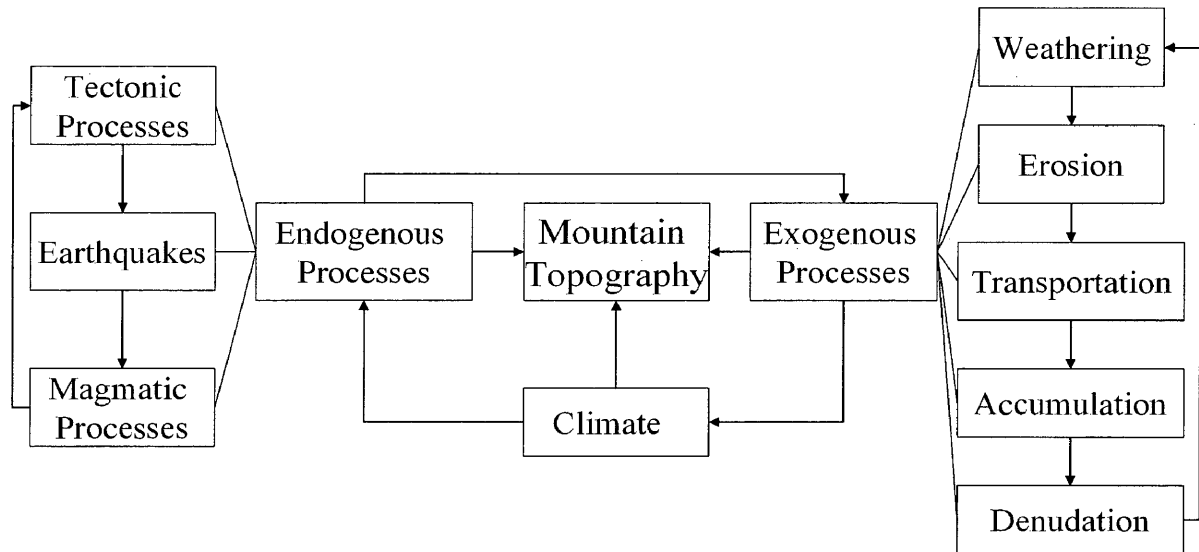 Tectonic
Processes
Earthquakes
Magmatic
Processes
Endogenous
Processes
Mountain
Topography
Climate
Exogenous
Processes
Weathering
Erosion
Transportation
Accumulation
Denudation